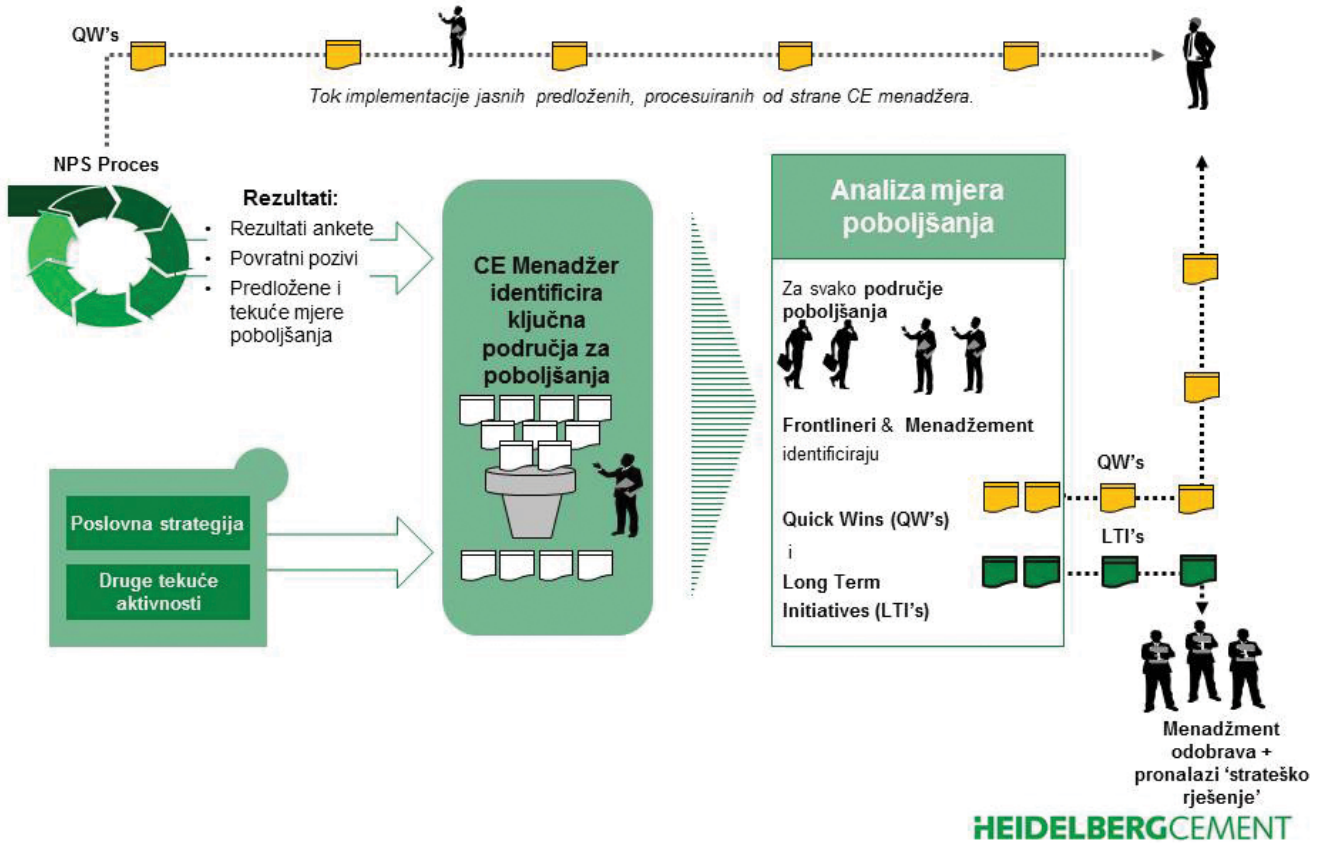 QW's
Tok implementacije jasnih predloženih, procesuiranih od strane CE menadžera.
NPS Proces
Rezultati:
• Rezultati ankete
• Povratni pozivi
• Predložene i
tekuće mjere
poboljšanja
Poslovna strategija
Druge tekuće
aktivnosti
CE Menadžer
identificira
ključna
područja za
poboljšanja
Analiza mjera
poboljšanja
Za svako područje
poboljšanja
Frontlineri & Menadžement
identificiraju
Quick Wins (QW's)
i
Long Term
Initiatives (LTI's)
QW's
LTI's
Menadžment
odobrava +
pronalazi ‘strateško
rješenje’
HEIDELBERGCEMENT